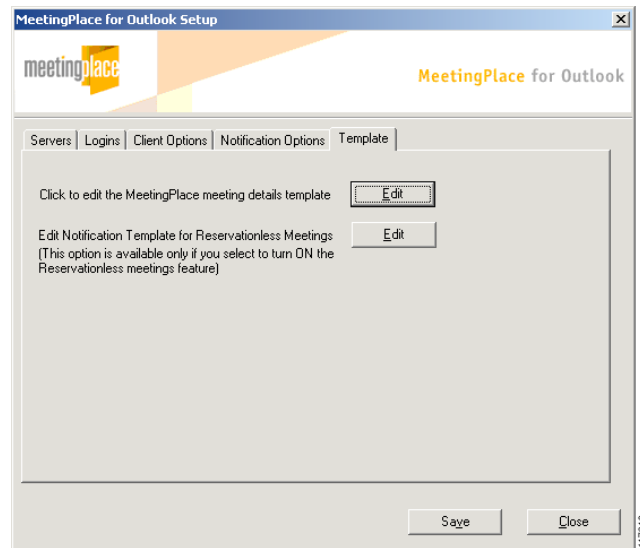 MeetingPlace for Outlook Setup
meetingplace
MeetingPlace for Outlook
Servers
Logins
Client Options
Notification Options
Template
Click to edit the MeetingPlace meeting details template
Edit
Edit Notification Template for Reservationless Meetings
Edit
(This option is available only if you select to turn ON the
Reservationless meetings feature)
Save
Close